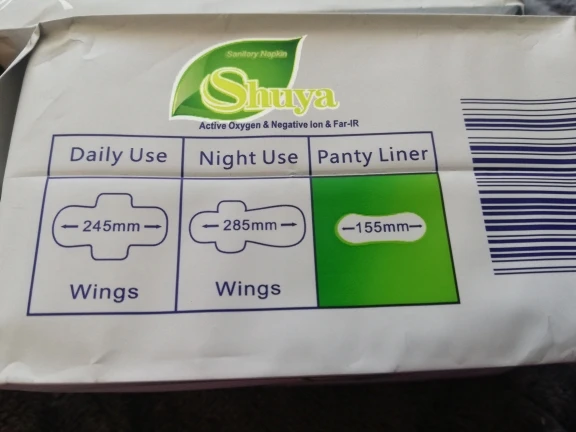 Sanitary Napkin
Shuya
Active Oxygen & Negative Ion & Far-IR
Daily Use Night Use Panty Liner
245mm 285mm 155mm
Wings Wings